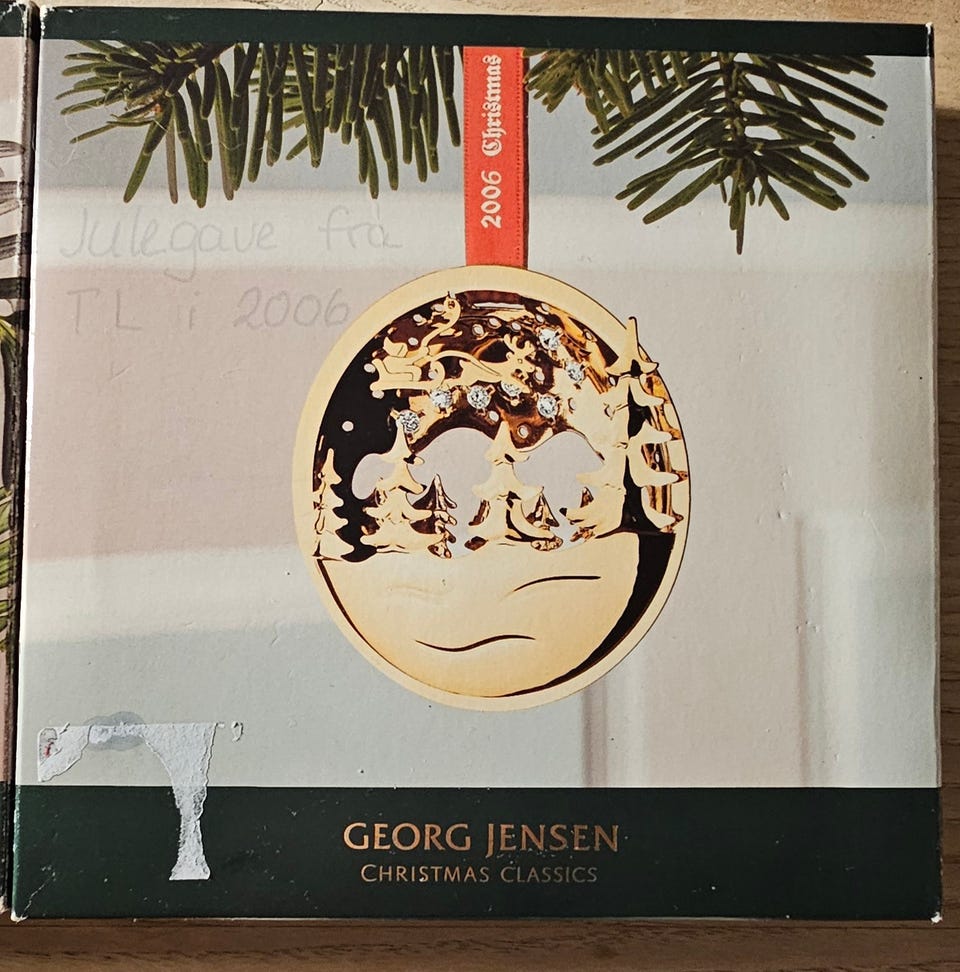 2006 Christmas
Julegave fra
TL i 2006
GEORG JENSEN
CHRISTMAS CLASSICS